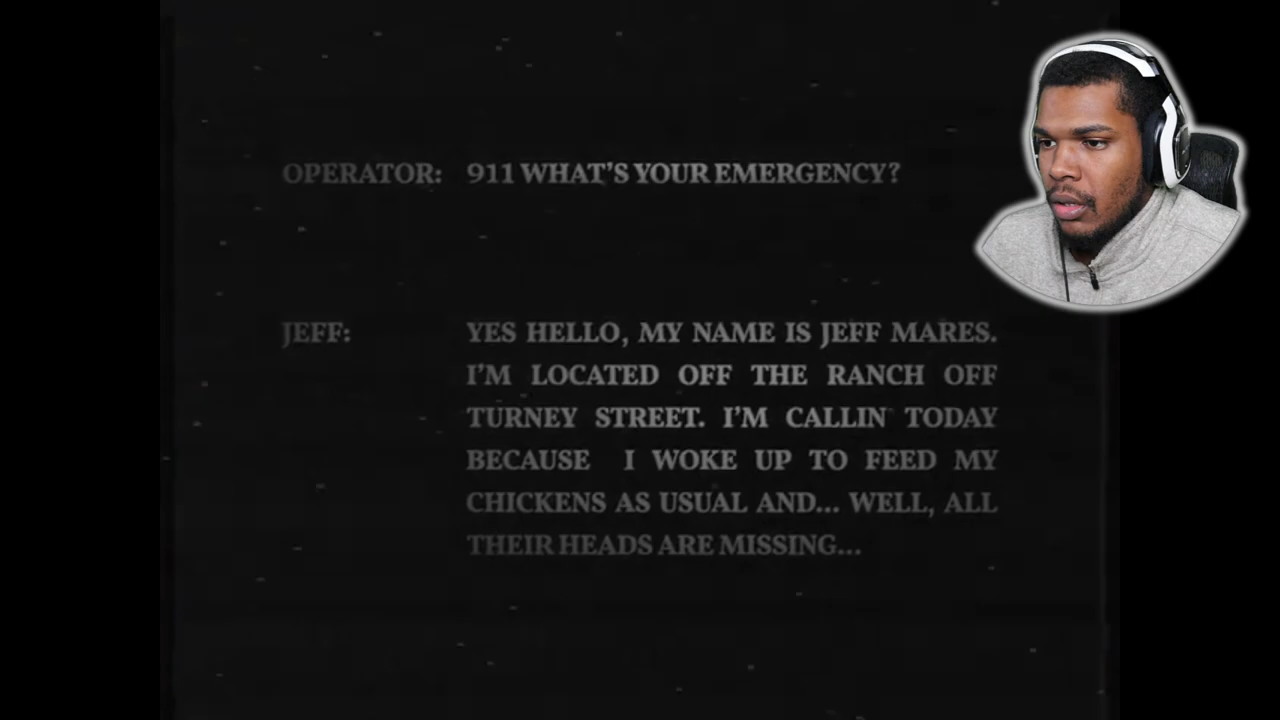 OPERATOR: 911 WHAT'S YOUR EMERGENCY?
JEFF: YES HELLO, MY NAME IS JEFF MARES.
I'M LOCATED OFF THE RANCH OFF
TURNEY STREET. I'M CALLIN TODAY
BECAUSE I WOKE UP TO FEED MY
CHICKENS AS USUAL AND... WELL, ALL
THEIR HEADS ARE MISSING...